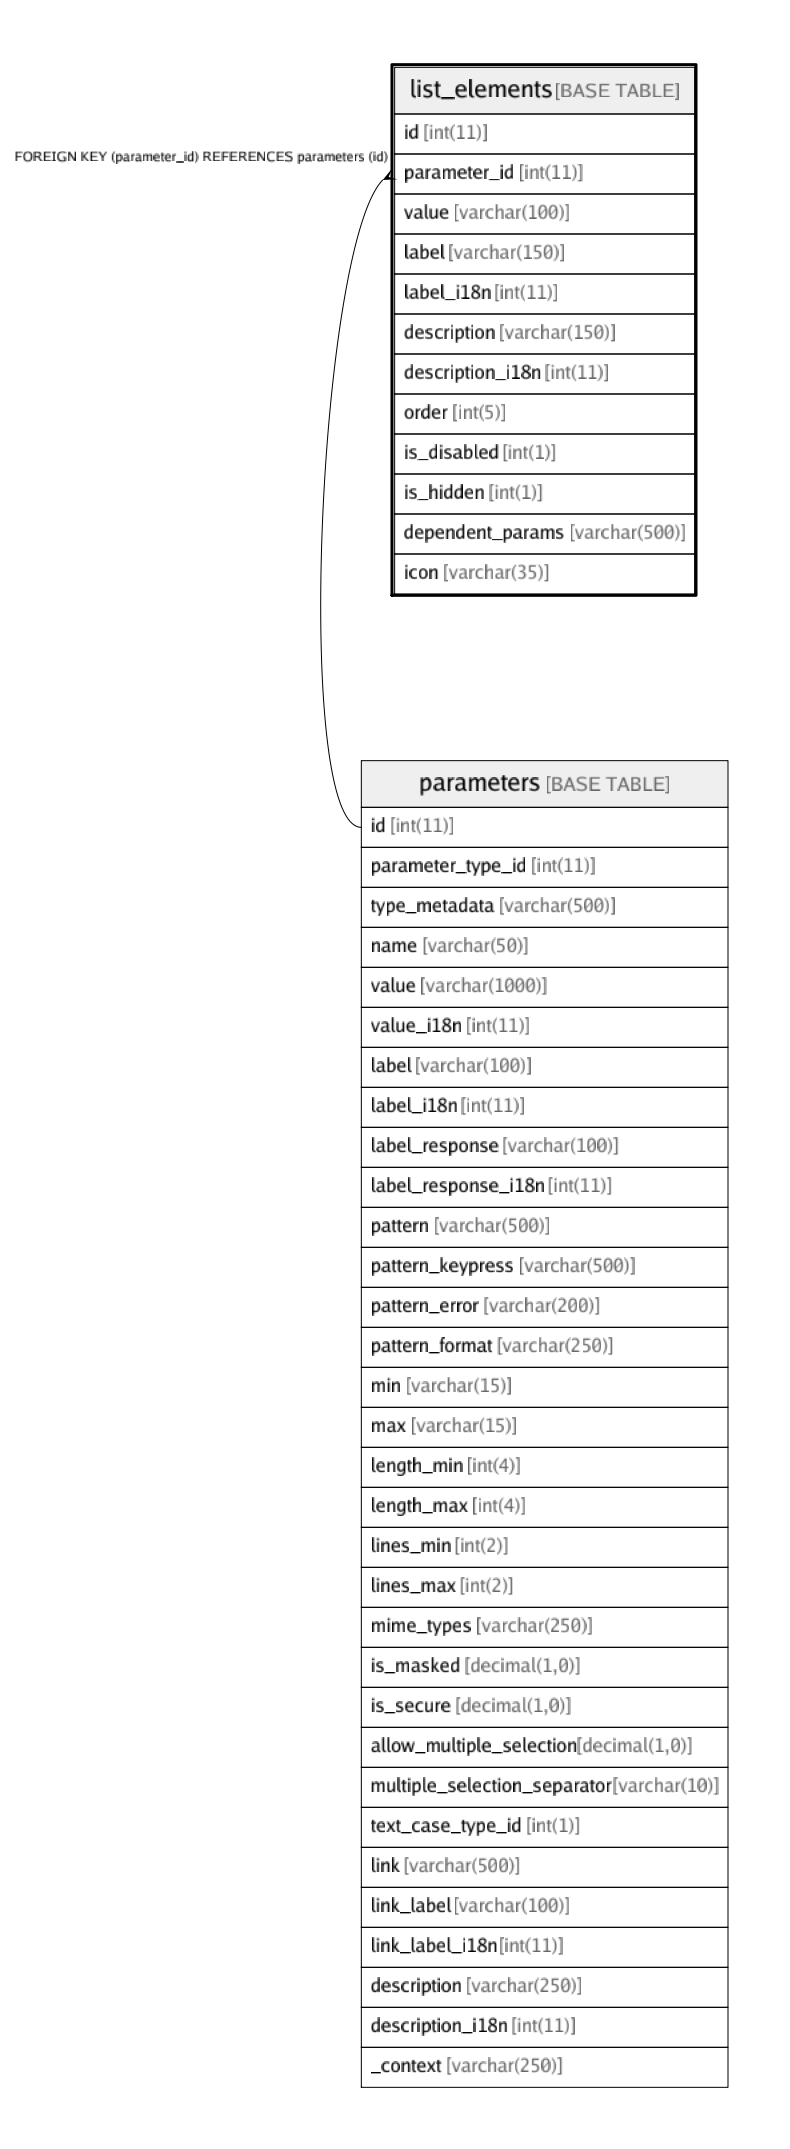 list_elements [BASE TABLE]
id [int(11)]
FOREIGN KEY (parameter_id) REFERENCES parameters (id)
parameter_id [int(11)]
value [varchar(100)]
label [varchar(150)]
label_i18n [int(11)]
description [varchar(150)]
description_i18n [int(11)]
order [int(5)]
is_disabled [int(1)]
is_hidden [int(1)]
dependent_params [varchar(500)]
icon [varchar(35)]
parameters [BASE TABLE]
id [int(11)]
parameter_type_id [int(11)]
type_metadata [varchar(500)]
name [varchar(50)]
value [varchar(1000)]
value_i18n [int(11)]
label [varchar(100)]
label_i18n [int(11)]
label_response [varchar(100)]
label_response_i18n [int(11)]
pattern [varchar(500)]
pattern_keypress [varchar(500)]
pattern_error [varchar(200)]
pattern_format [varchar(250)]
min [varchar(15)]
max [varchar(15)]
length_min [int(4)]
length_max [int(4)]
lines_min [int(2)]
lines_max [int(2)]
mime_types [varchar(250)]
is_masked [decimal(1,0)]
is_secure [decimal(1,0)]
allow_multiple_selection [decimal(1,0)]
multiple_selection_separator [varchar(10)]
text_case_type_id [int(1)]
link [varchar(500)]
link_label [varchar(100)]
link_label_i18n [int(11)]
description [varchar(250)]
description_i18n [int(11)]
_context [varchar(250)]